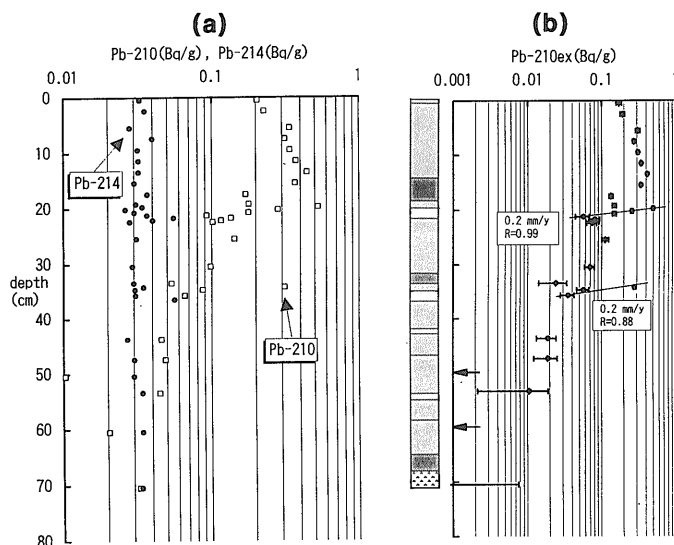 (a)
Pb-210(Bq/g) , Pb-214(Bq/g)
0.01 0.1 1
0
10
20
30
depth
(cm)
40
50
60
70
80
Pb-214
Pb-210
(b)
Pb-210ex(Bq/g)
0.001 0.01 0.1 1
0.2 mm/y
R=0.99
0.2 mm/y
R=0.88